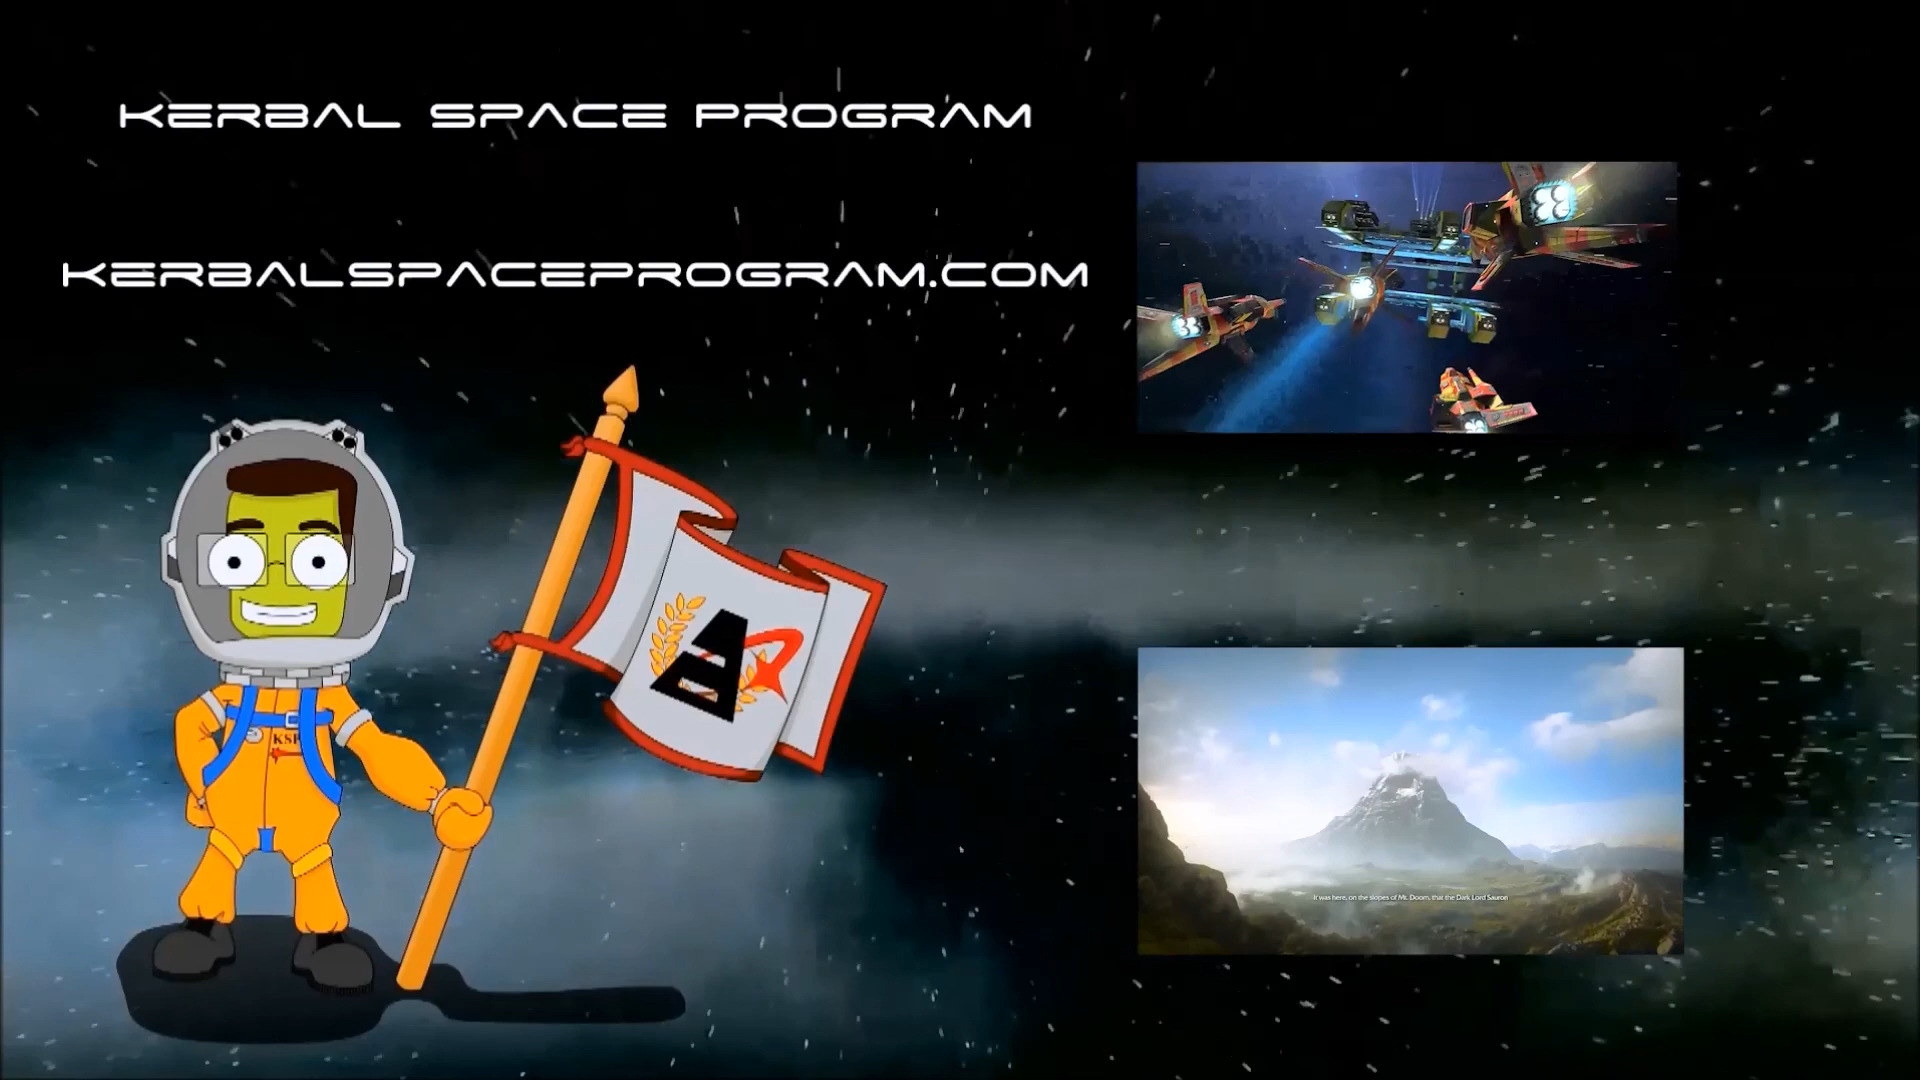 KERBAL SPACE PROGRAM
KERBALSPACEPROGRAM.COM
KSP
It was here, on the slopes of Mt. Doom, that the Dark Lord Sauron